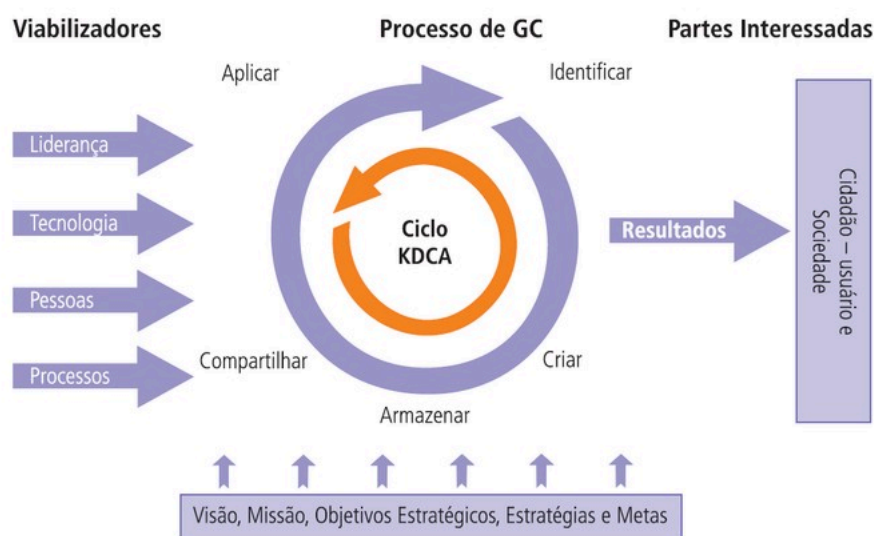 Viabilizadores
Processo de GC
Partes Interessadas
Aplicar
Identificar
Liderança
Tecnologia
Pessoas
Processos
Ciclo
KDCA
Compartilhar
Criar
Armazenar
Resultados
Cidadão – usuário e
Sociedade
Visão, Missão, Objetivos Estratégicos, Estratégias e Metas